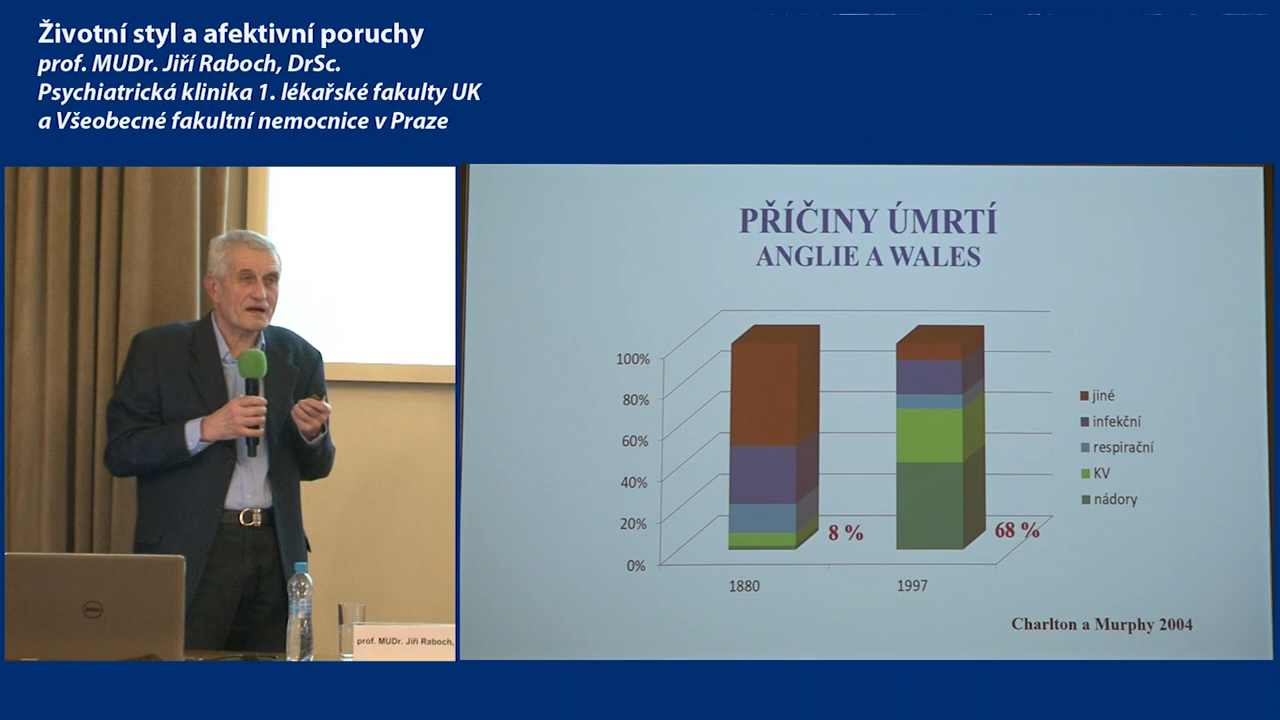 Životní styl a afektivní poruchy
prof. MUDr. Jiří Raboch, DrSc.
Psychiatrická klinika 1. lékařské fakulty UK
a Všeobecné fakultní nemocnice v Praze
PŘÍČINY ÚMRTÍ
ANGLIE A WALES
100%
80%
60%
40%
20%
0%
8 %
68 %
1880
1997
jiné
infekční
respirační
KV
nádory
Charlton a Murphy 2004
DELL
prof. MUDr. Jiří Raboch,